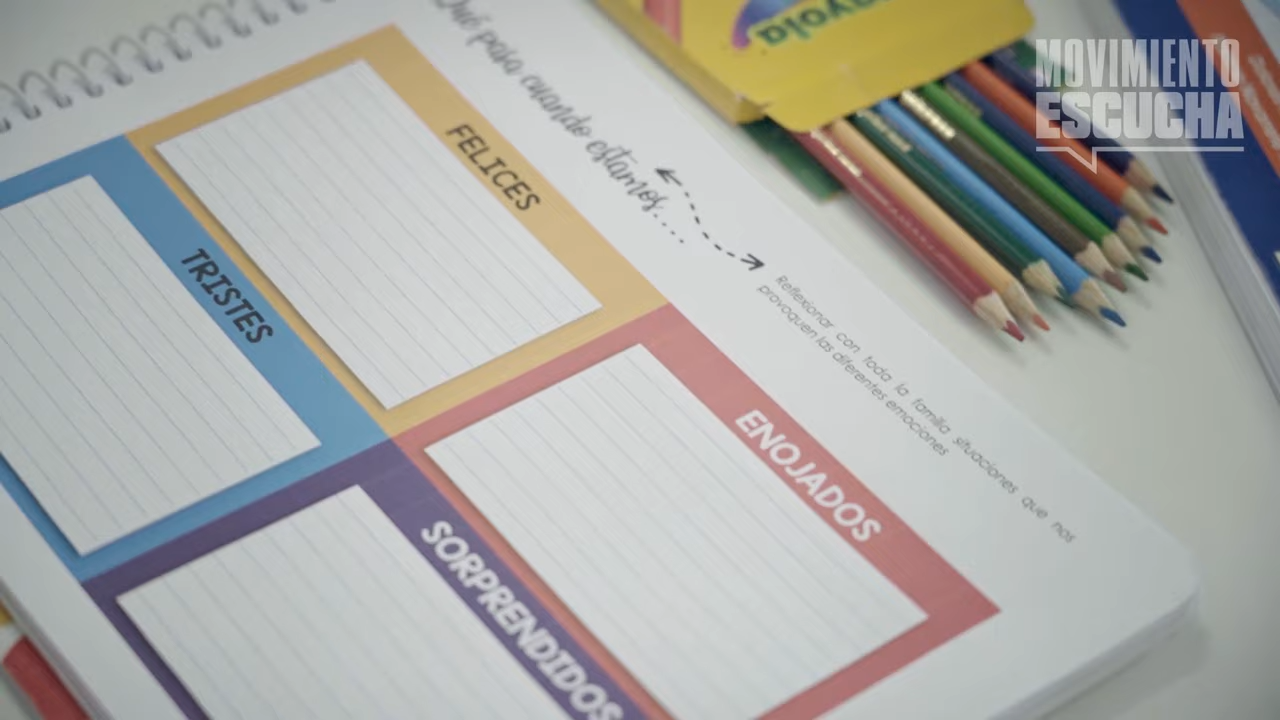 Qué pasa cuando estamos....
Reflexionar con toda la familia situaciones que nos
provoquen las diferentes emociones
FELICES
TRISTES
ENOJADOS
SORPRENDIDOS
MOVIMIENTO
ESCUCHA